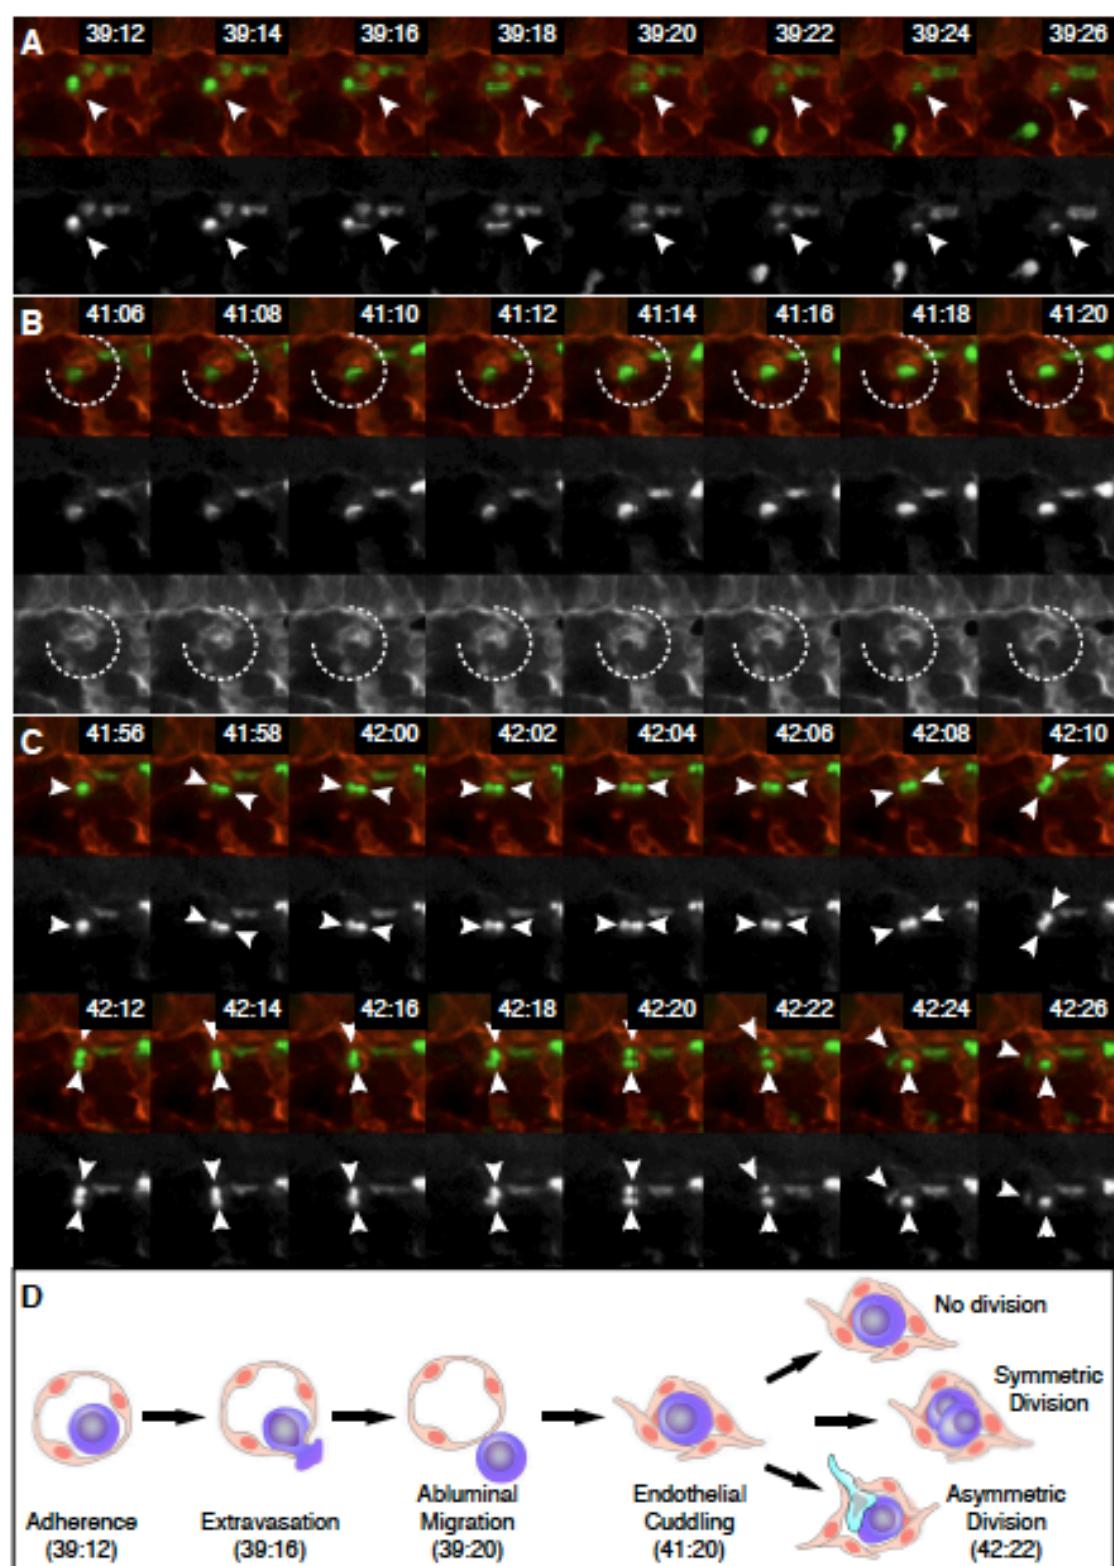 A 39:12 39:14 39:16 39:18 39:20 39:22 39:24 39:26
B 41:06 41:08 41:10 41:12 41:14 41:16 41:18 41:20
C 41:56 41:58 42:00 42:02 42:04 42:06 42:08 42:10
42:12 42:14 42:16 42:18 42:20 42:22 42:24 42:26
D
No division
Symmetric
Division
Adherence
(39:12)
Extravasation
(39:16)
Abluminal
Migration
(39:20)
Endothelial
Cuddling
(41:20)
Asymmetric
Division
(42:22)